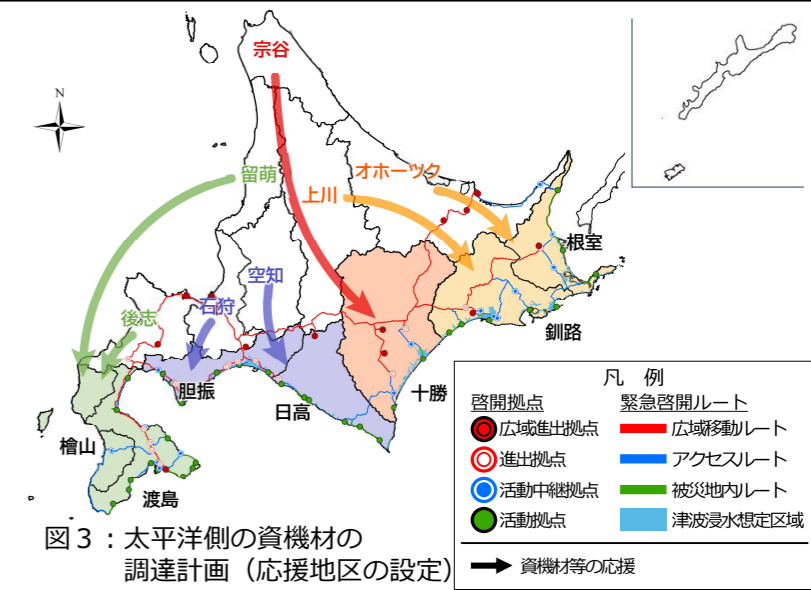 宗谷
N
留萌
オホーツク
上川
根室
空知
石狩
後志
釧路
胆振
十勝
日高
檜山
渡島
凡　例
啓開拠点
緊急啓開ルート
広域進出拠点
広域移動ルート
進出拠点
アクセスルート
活動中継拠点
被災地内ルート
活動拠点
津波浸水想定区域
資機材等の応援
図３：太平洋側の資機材の
調達計画（応援地区の設定）